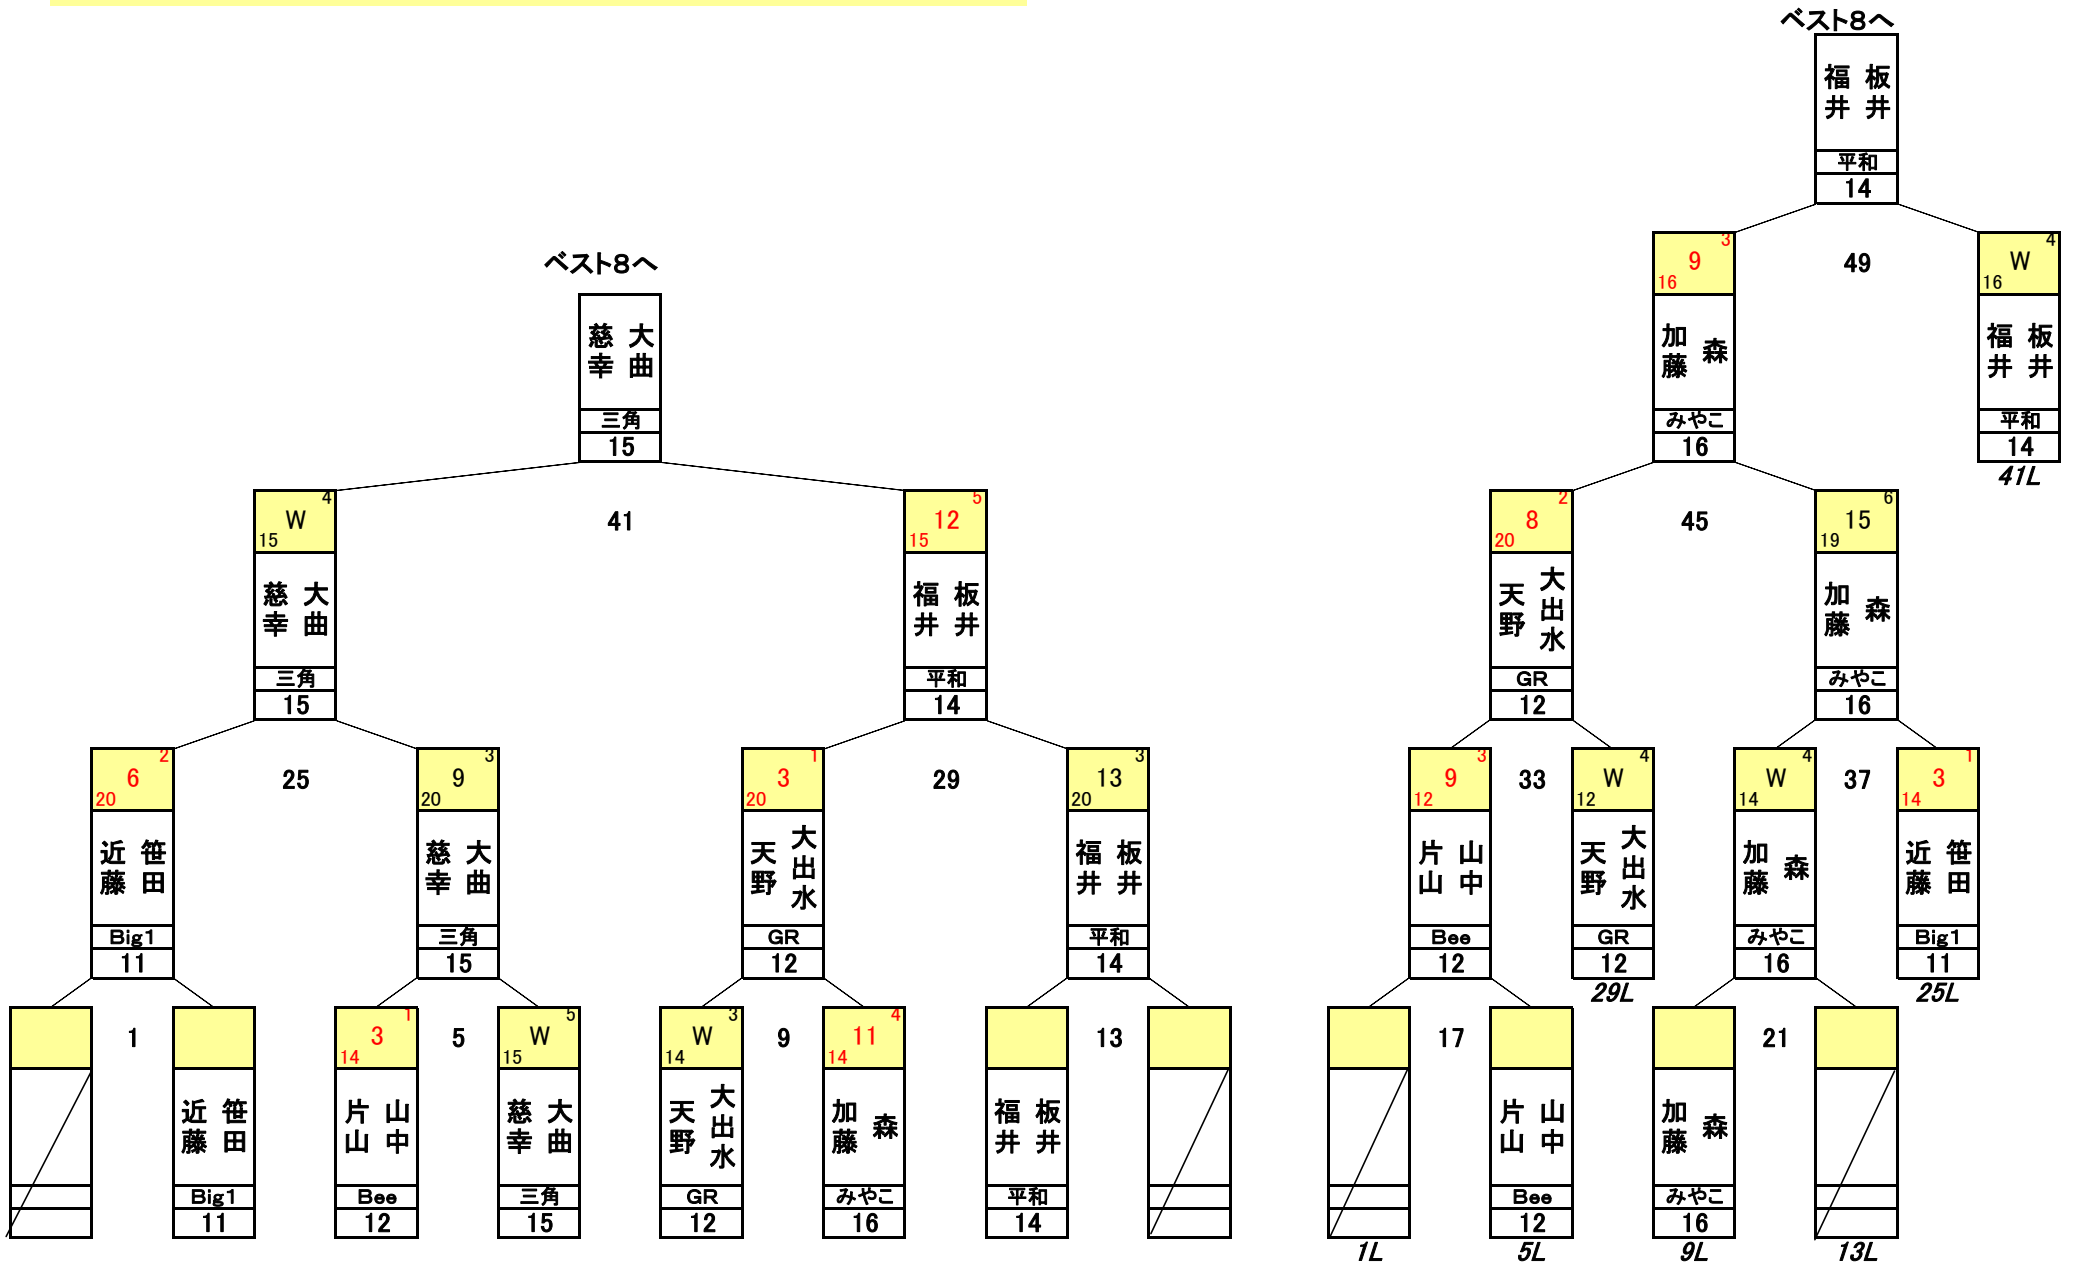 ベスト8へ
福井 板井
平和
14
3
9
16
49
4
W
16
ベスト8へ
慈幸 大曲
三角
15
加藤 森
みやこ
16
福井 板井
平和
14
41L
4
W
15
41
5
12
15
2
8
20
45
6
15
19
慈幸 大曲
三角
15
福井 板井
平和
14
天野 大出水
GR
12
加藤 森
みやこ
16
2
6
20
25
3
9
20
1
3
20
29
3
13
20
3
9
12
33
4
W
12
4
W
14
37
1
3
14
近藤 笹田
Big1
11
慈幸 大曲
三角
15
天野 大出水
GR
12
福井 板井
平和
14
片山 山中
Bee
12
天野 大出水
GR
12
29L
加藤 森
みやこ
16
近藤 笹田
Big1
11
25L
1
1
3
14
5
5
W
15
3
W
14
9
4
11
14
13
17
21
近藤 笹田
Big1
11
片山 山中
Bee
12
慈幸 大曲
三角
15
天野 大出水
GR
12
加藤 森
みやこ
16
福井 板井
平和
14
1L
片山 山中
Bee
12
5L
加藤 森
みやこ
16
9L
13L